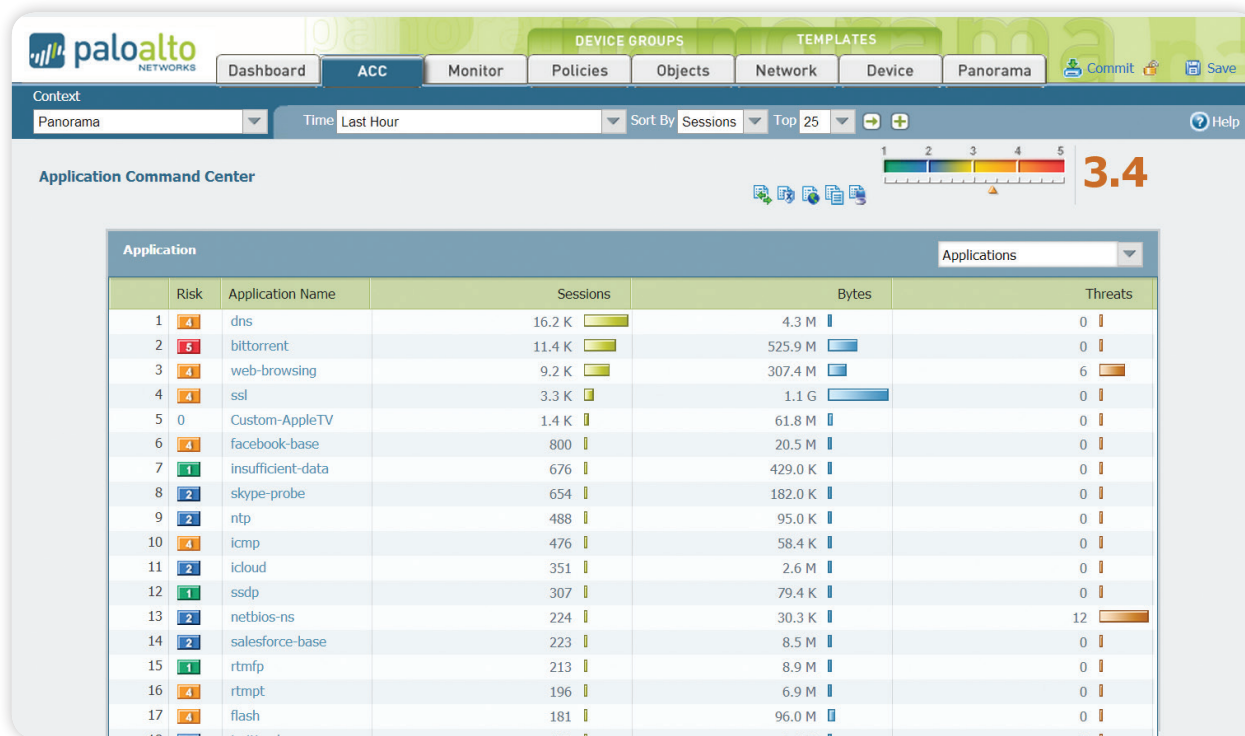 DEVICE GROUPS TEMPLATES
paloalto
NETWORKS
Dashboard ACC Monitor Policies Objects Network Device Panorama Commit Save
Context
Panorama Time Last Hour Sort By Sessions Top 25 Help
1 2 3 4 5
3.4
Application Command Center
Application Applications
Risk Application Name Sessions Bytes Threats
1 4 dns 16.2 K 4.3 M 0
2 5 bittorrent 11.4 K 525.9 M 0
3 4 web-browsing 9.2 K 307.4 M 6
4 4 ssl 3.3 K 1.1 G 0
5 0 Custom-AppleTV 1.4 K 61.8 M 0
6 4 facebook-base 800 20.5 M 0
7 1 insufficient-data 676 429.0 K 0
8 2 skype-probe 654 182.0 K 0
9 2 ntp 488 95.0 K 0
10 4 icmp 476 58.4 K 0
11 2 icloud 351 2.6 M 0
12 1 ssdp 307 79.4 K 0
13 2 netbios-ns 224 30.3 K 12
14 2 salesforce-base 223 8.5 M 0
15 1 rtmfp 213 8.9 M 0
16 4 rtmpt 196 6.9 M 0
17 4 flash 181 96.0 M 0